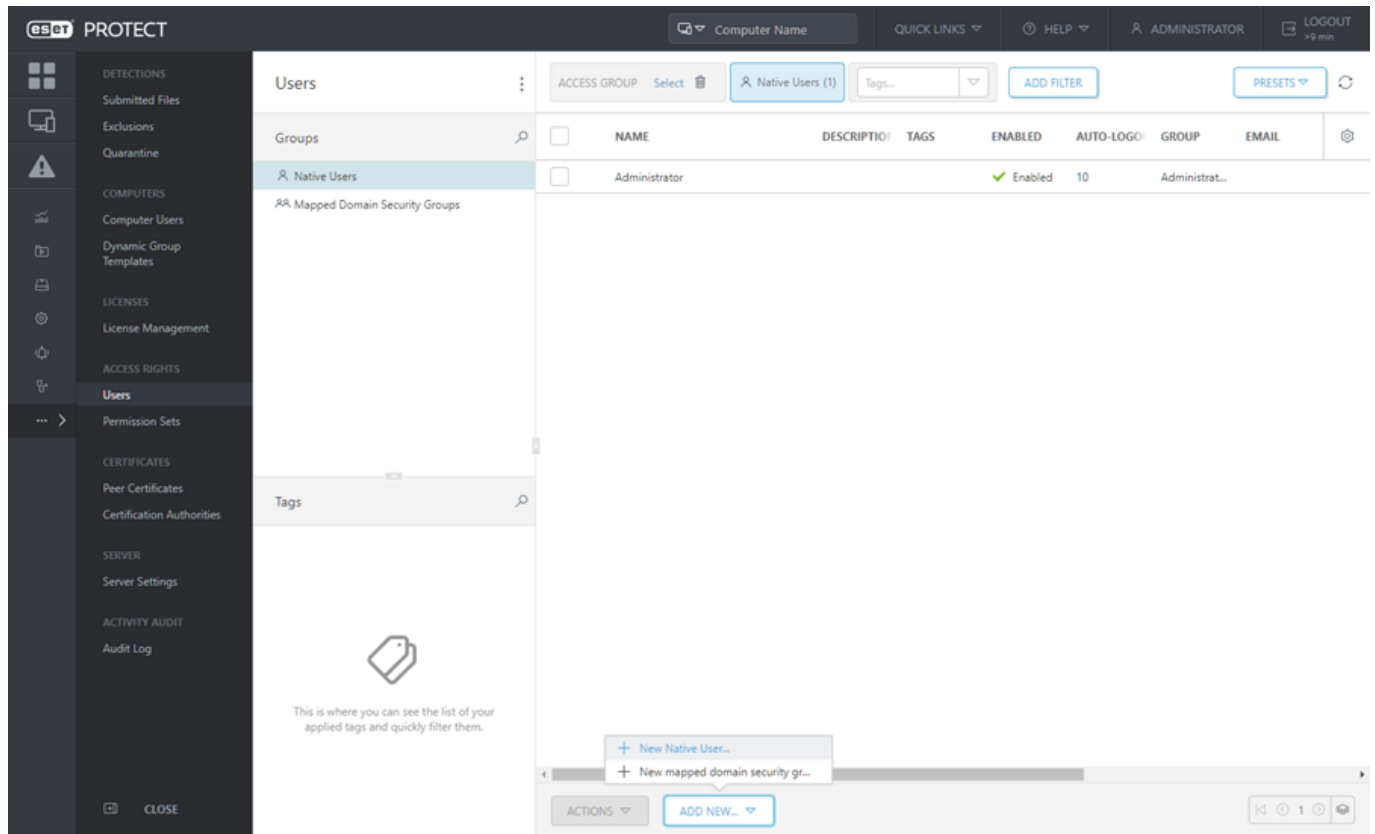 eset PROTECT
Computer Name
QUICK LINKS
HELP
ADMINISTRATOR
LOGOUT
>9 min
DETECTIONS
Submitted Files
Exclusions
Quarantine
COMPUTERS
Computer Users
Dynamic Group
Templates
LICENSES
License Management
ACCESS RIGHTS
Users
Permission Sets
CERTIFICATES
Peer Certificates
Certification Authorities
SERVER
Server Settings
ACTIVITY AUDIT
Audit Log
CLOSE
Users
Groups
Native Users
Mapped Domain Security Groups
Tags
This is where you can see the list of your
applied tags and quickly filter them.
ACCESS GROUP Select
Native Users (1)
Tags...
ADD FILTER
PRESETS
NAME DESCRIPTION TAGS ENABLED AUTO-LOGO GROUP EMAIL
Administrator Enabled 10 Administrat...
New Native User...
New mapped domain security gr...
ACTIONS
ADD NEW...
1